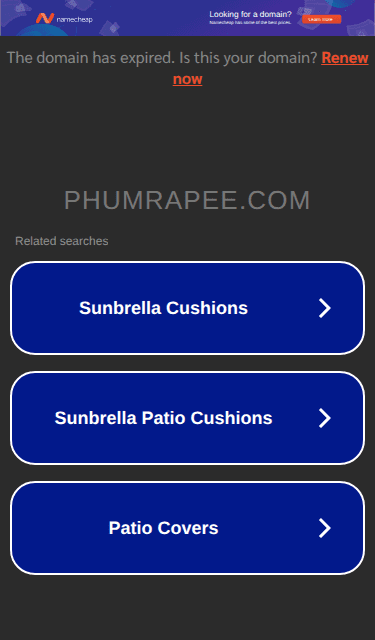 namecheap
Looking for a domain?
Namecheap has some of the best prices.
Learn more
The domain has expired. Is this your domain? Renew
now
PHUMRAPEE.COM
Related searches
Sunbrella Cushions
Sunbrella Patio Cushions
Patio Covers